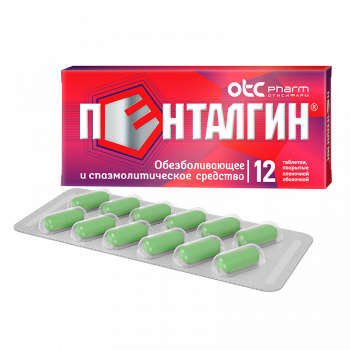 otc pharm
ОТИСИФАРМ
ПЕНТАЛГИН®
Обезболивающее
и спазмолитическое средство
12
таблетки,
покрытые
пленочной
оболочкой